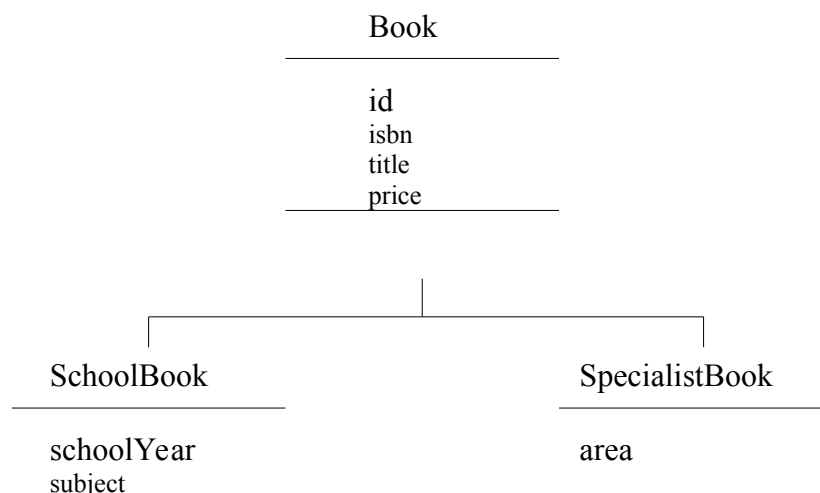 Book
id
isbn
title
price
SchoolBook
schoolYear
subject
SpecialistBook
area